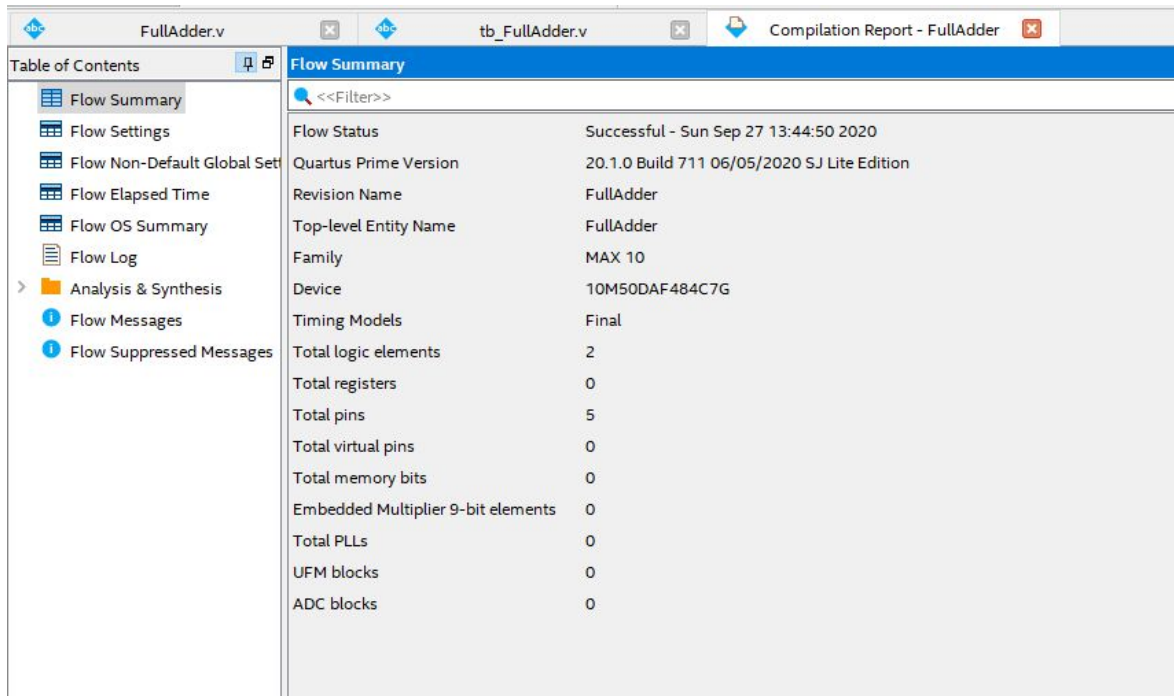 FullAdder.v
tb_FullAdder.v
Compilation Report - FullAdder
Table of Contents
Flow Summary
Flow Settings
Flow Non-Default Global Sett
Flow Elapsed Time
Flow OS Summary
Flow Log
Analysis & Synthesis
Flow Messages
Flow Suppressed Messages
Flow Summary
<<Filter>>
Flow Status Successful - Sun Sep 27 13:44:50 2020
Quartus Prime Version 20.1.0 Build 711 06/05/2020 SJ Lite Edition
Revision Name FullAdder
Top-level Entity Name FullAdder
Family MAX 10
Device 10M50DAF484C7G
Timing Models Final
Total logic elements 2
Total registers 0
Total pins 5
Total virtual pins 0
Total memory bits 0
Embedded Multiplier 9-bit elements 0
Total PLLs 0
UFM blocks 0
ADC blocks 0